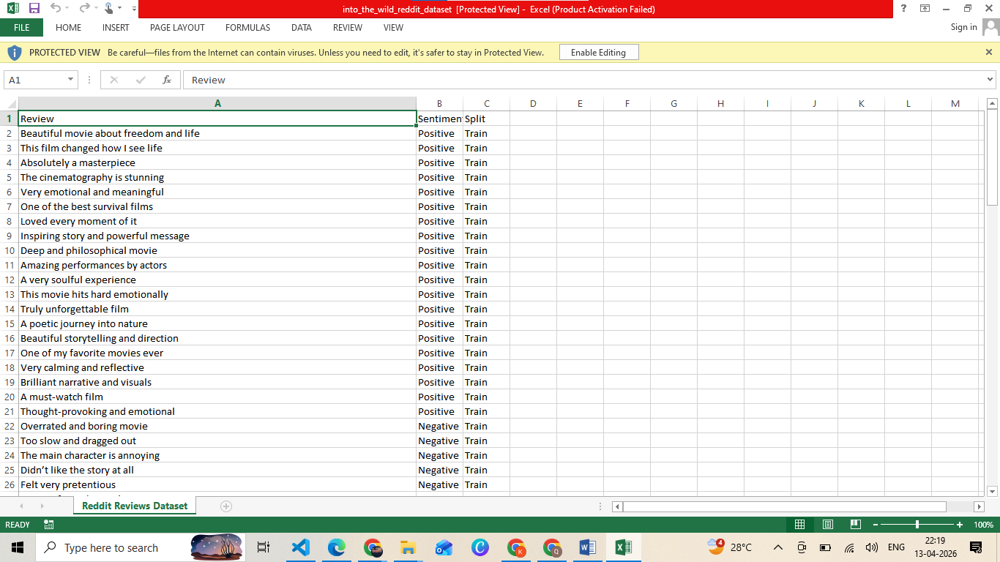 into_the_wild_reddit_dataset [Protected View] - Excel (Product Activation Failed)
FILE HOME INSERT PAGE LAYOUT FORMULAS DATA REVIEW VIEW Sign in
PROTECTED VIEW Be careful—files from the Internet can contain viruses. Unless you need to edit, it's safer to stay in Protected View. Enable Editing
A1 fx Review
A B C D E F G H I J K L M
1 Review Sentimen Split
2 Beautiful movie about freedom and life Positive Train
3 This film changed how I see life Positive Train
4 Absolutely a masterpiece Positive Train
5 The cinematography is stunning Positive Train
6 Very emotional and meaningful Positive Train
7 One of the best survival films Positive Train
8 Loved every moment of it Positive Train
9 Inspiring story and powerful message Positive Train
10 Deep and philosophical movie Positive Train
11 Amazing performances by actors Positive Train
12 A very soulful experience Positive Train
13 This movie hits hard emotionally Positive Train
14 Truly unforgettable film Positive Train
15 A poetic journey into nature Positive Train
16 Beautiful storytelling and direction Positive Train
17 One of my favorite movies ever Positive Train
18 Very calming and reflective Positive Train
19 Brilliant narrative and visuals Positive Train
20 A must-watch film Positive Train
21 Thought-provoking and emotional Positive Train
22 Overrated and boring movie Negative Train
23 Too slow and dragged out Negative Train
24 The main character is annoying Negative Train
25 Didn’t like the story at all Negative Train
26 Felt very pretentious Negative Train
Reddit Reviews Dataset
READY 100%
Type here to search 4 28°C ENG 22:19
13-04-2026